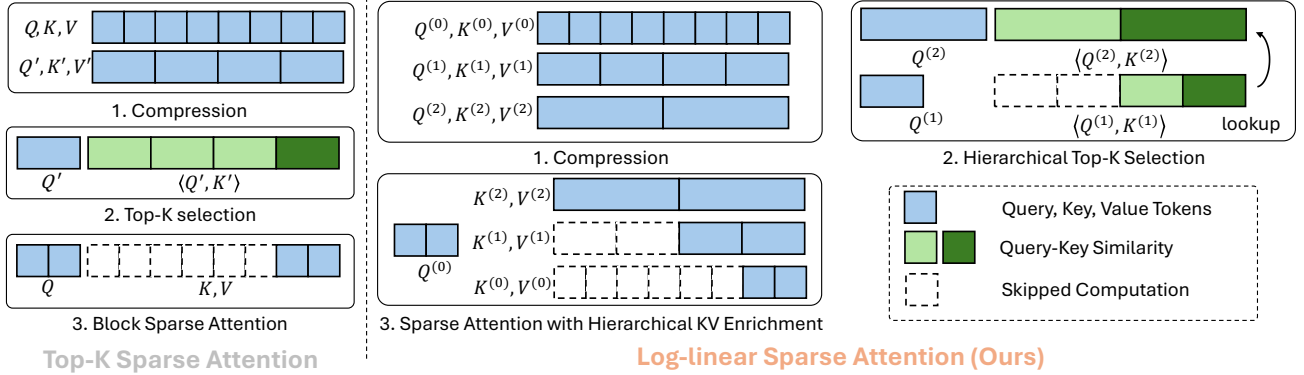 Q, K, V
Q′, K′, V′
1. Compression
Q′
⟨Q′, K′⟩
2. Top-K selection
Q
K, V
3. Block Sparse Attention
Top-K Sparse Attention
Q⁽⁰⁾, K⁽⁰⁾, V⁽⁰⁾
Q⁽¹⁾, K⁽¹⁾, V⁽¹⁾
Q⁽²⁾, K⁽²⁾, V⁽²⁾
1. Compression
Q⁽²⁾
⟨Q⁽²⁾, K⁽²⁾⟩
Q⁽¹⁾
⟨Q⁽¹⁾, K⁽¹⁾⟩
lookup
2. Hierarchical Top-K Selection
K⁽²⁾, V⁽²⁾
K⁽¹⁾, V⁽¹⁾
Q⁽⁰⁾
K⁽⁰⁾, V⁽⁰⁾
3. Sparse Attention with Hierarchical KV Enrichment
Query, Key, Value Tokens
Query-Key Similarity
Skipped Computation
Log-linear Sparse Attention (Ours)